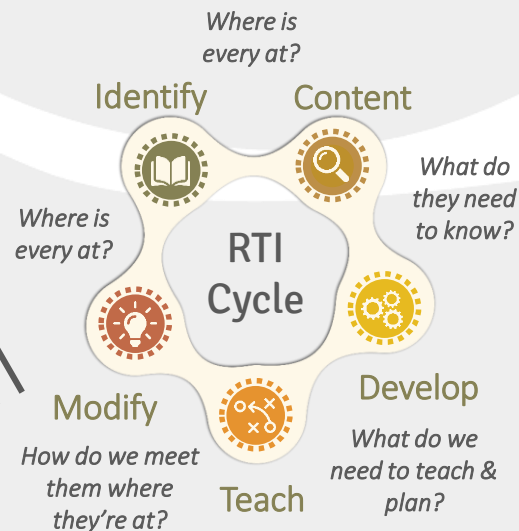 Where is
every at?
Identify
Content
What do
they need
to know?
Where is
every at?
RTI
Cycle
Develop
Modify
What do we
need to teach &
plan?
How do we meet
them where
they're at?
Teach